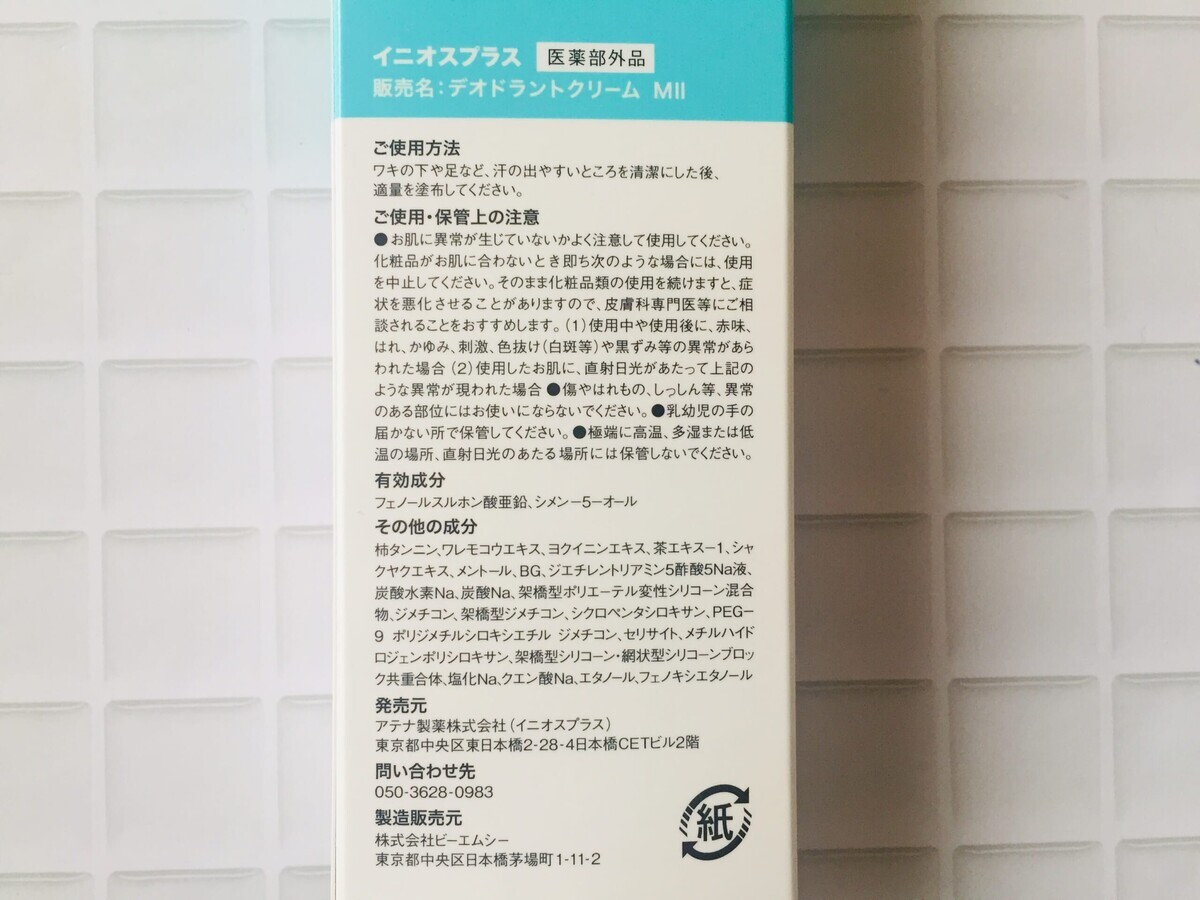 イニオスプラス 医薬部外品
販売名：デオドラントクリーム MII
ご使用方法
ワキの下や足など、汗の出やすいところを清潔にした後、
適量を塗布してください。
ご使用・保管上の注意
●お肌に異常が生じていないかよく注意して使用してください。
化粧品がお肌に合わないとき即ち次のような場合には、使用
を中止してください。そのまま化粧品類の使用を続けますと、症
状を悪化させることがありますので、皮膚科専門医等にご相
談されることをおすすめします。（1）使用中や使用後に、赤味、
はれ、かゆみ、刺激、色抜け（白斑等）や黒ずみ等の異常があら
われた場合（2）使用したお肌に、直射日光があたって上記の
ような異常が現われた場合 ●傷やはれもの、しっしん等、異常
のある部位にはお使いにならないでください。●乳幼児の手の
届かない所で保管してください。●極端に高温、多湿または低
温の場所、直射日光のあたる場所には保管しないでください。
有効成分
フェノールスルホン酸亜鉛、シメン－5－オール
その他の成分
柿タンニン、ワレモコウエキス、ヨクイニンエキス、茶エキス－1、シャ
クヤクエキス、メントール、BG、ジエチレントリアミン5酢酸5Na液、
炭酸水素Na、炭酸Na、架橋型ポリエーテル変性シリコーン混合
物、ジメチコン、架橋型ジメチコン、シクロペンタシロキサン、PEG－
9 ポリジメチルシロキシエチル ジメチコン、セリサイト、メチルハイド
ロジェンポリシロキサン、架橋型シリコーン・網状型シリコーンブロッ
ク共重合体、塩化Na、クエン酸Na、エタノール、フェノキシエタノール
発売元
アテナ製薬株式会社（イニオスプラス）
東京都中央区東日本橋2-28-4日本橋CETビル2階
問い合わせ先
050-3628-0983
製造販売元
株式会社ビーエムシー
東京都中央区日本橋茅場町1-11-2
紙